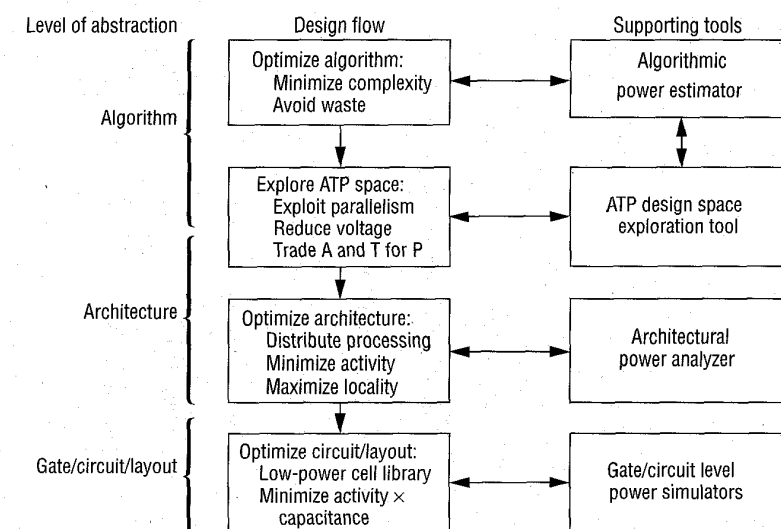 Level of abstraction
Design flow
Supporting tools
Optimize algorithm:
Minimize complexity
Avoid waste
Algorithmic
power estimator
Algorithm
Explore ATP space:
Exploit parallelism
Reduce voltage
Trade A and T for P
ATP design space
exploration tool
Architecture
Optimize architecture:
Distribute processing
Minimize activity
Maximize locality
Architectural
power analyzer
Gate/circuit/layout
Optimize circuit/layout:
Low-power cell library
Minimize activity ×
capacitance
Gate/circuit level
power simulators